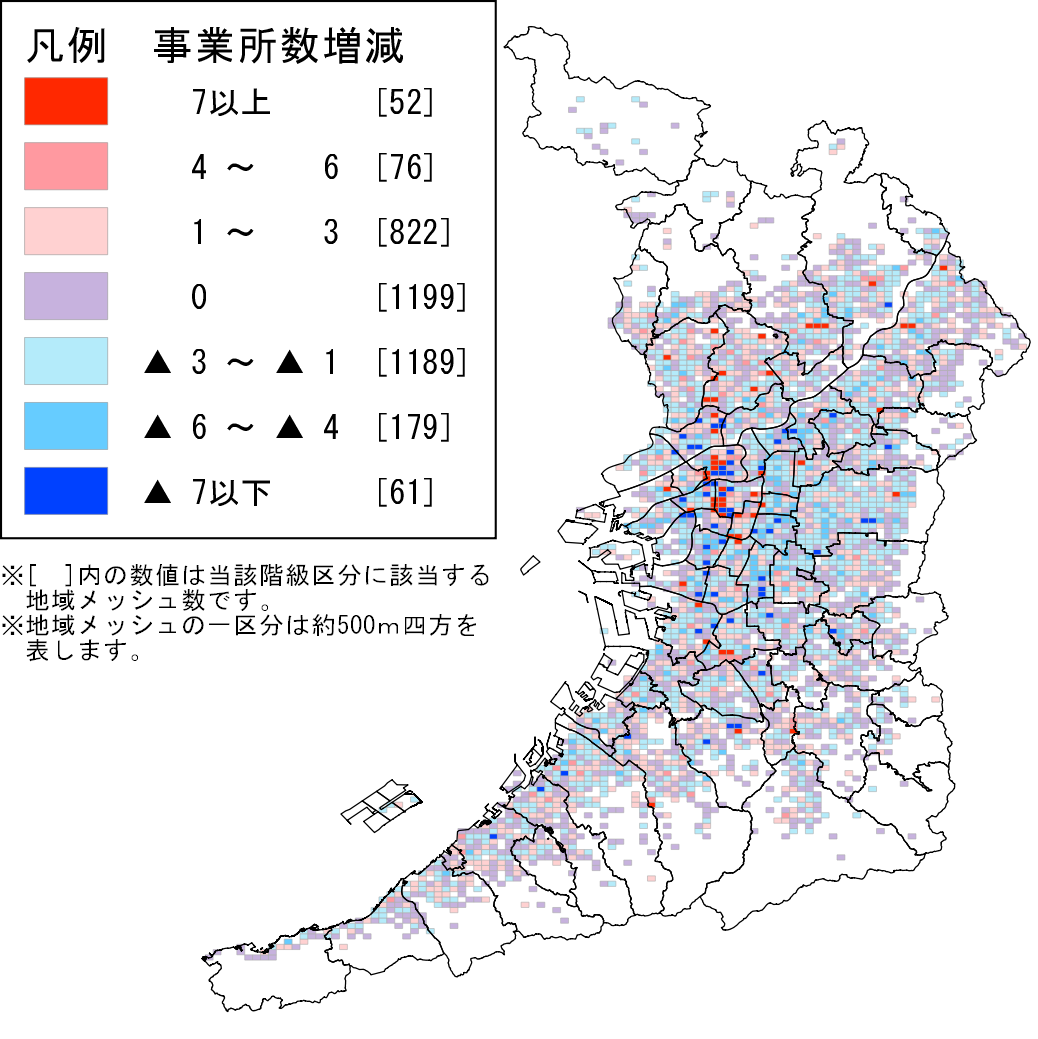 凡例 事業所数増減
7以上 [52]
4 ～ 6 [76]
1 ～ 3 [822]
0 [1199]
▲ 3 ～ ▲ 1 [1189]
▲ 6 ～ ▲ 4 [179]
▲ 7以下 [61]
※[ ]内の数値は当該階級区分に該当する
地域メッシュ数です。
※地域メッシュの一区分は約500ｍ四方を
表します。